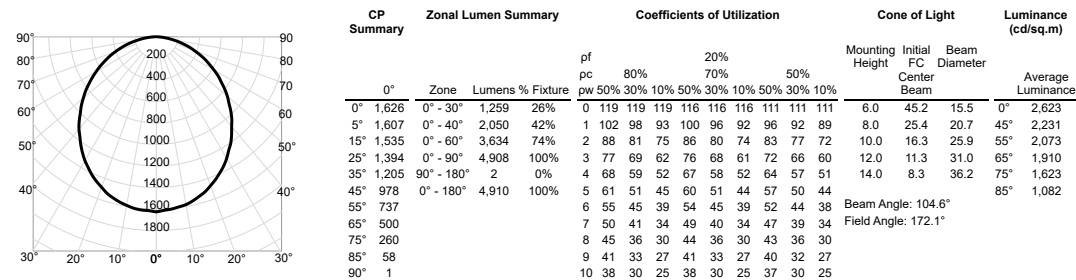 90° 90
80° 80
70° 70
60° 60
50° 50°
40° 40°
30° 20° 10° 0° 10° 20° 30°
200
400
600
800
1000
1200
1400
1600
1800
CP Summary
0°
0° 1,626
5° 1,607
15° 1,535
25° 1,394
35° 1,205
45° 978
55° 737
65° 500
75° 260
85° 58
90° 1
Zonal Lumen Summary
Zone Lumens % Fixture
0° - 30° 1,259 26%
0° - 40° 2,050 42%
0° - 60° 3,634 74%
0° - 90° 4,908 100%
90° - 180° 2 0%
0° - 180° 4,910 100%
Coefficients of Utilization
ρf 20%
ρc 80% 70% 50%
ρw 50% 30% 10% 50% 30% 10% 50% 30% 10%
0 119 119 119 116 116 116 111 111 111
1 102 98 93 100 96 92 96 92 89
2 88 81 75 86 80 74 83 77 72
3 77 69 62 76 68 61 72 66 60
4 68 59 52 67 58 52 64 57 51
5 61 51 45 60 51 44 57 50 44
6 55 45 39 54 45 39 52 44 38
7 50 41 34 49 40 34 47 39 34
8 45 36 30 44 36 30 43 36 30
9 41 33 27 41 33 27 40 32 27
10 38 30 25 38 30 25 37 30 25
Cone of Light
Mounting Height
Initial FC Center Beam
Beam Diameter
6.0 45.2 15.5
8.0 25.4 20.7
10.0 16.3 25.9
12.0 11.3 31.0
14.0 8.3 36.2
Beam Angle: 104.6°
Field Angle: 172.1°
Luminance
(cd/sq.m)
Average
Luminance
0° 2,623
45° 2,231
55° 2,073
65° 1,910
75° 1,623
85° 1,082